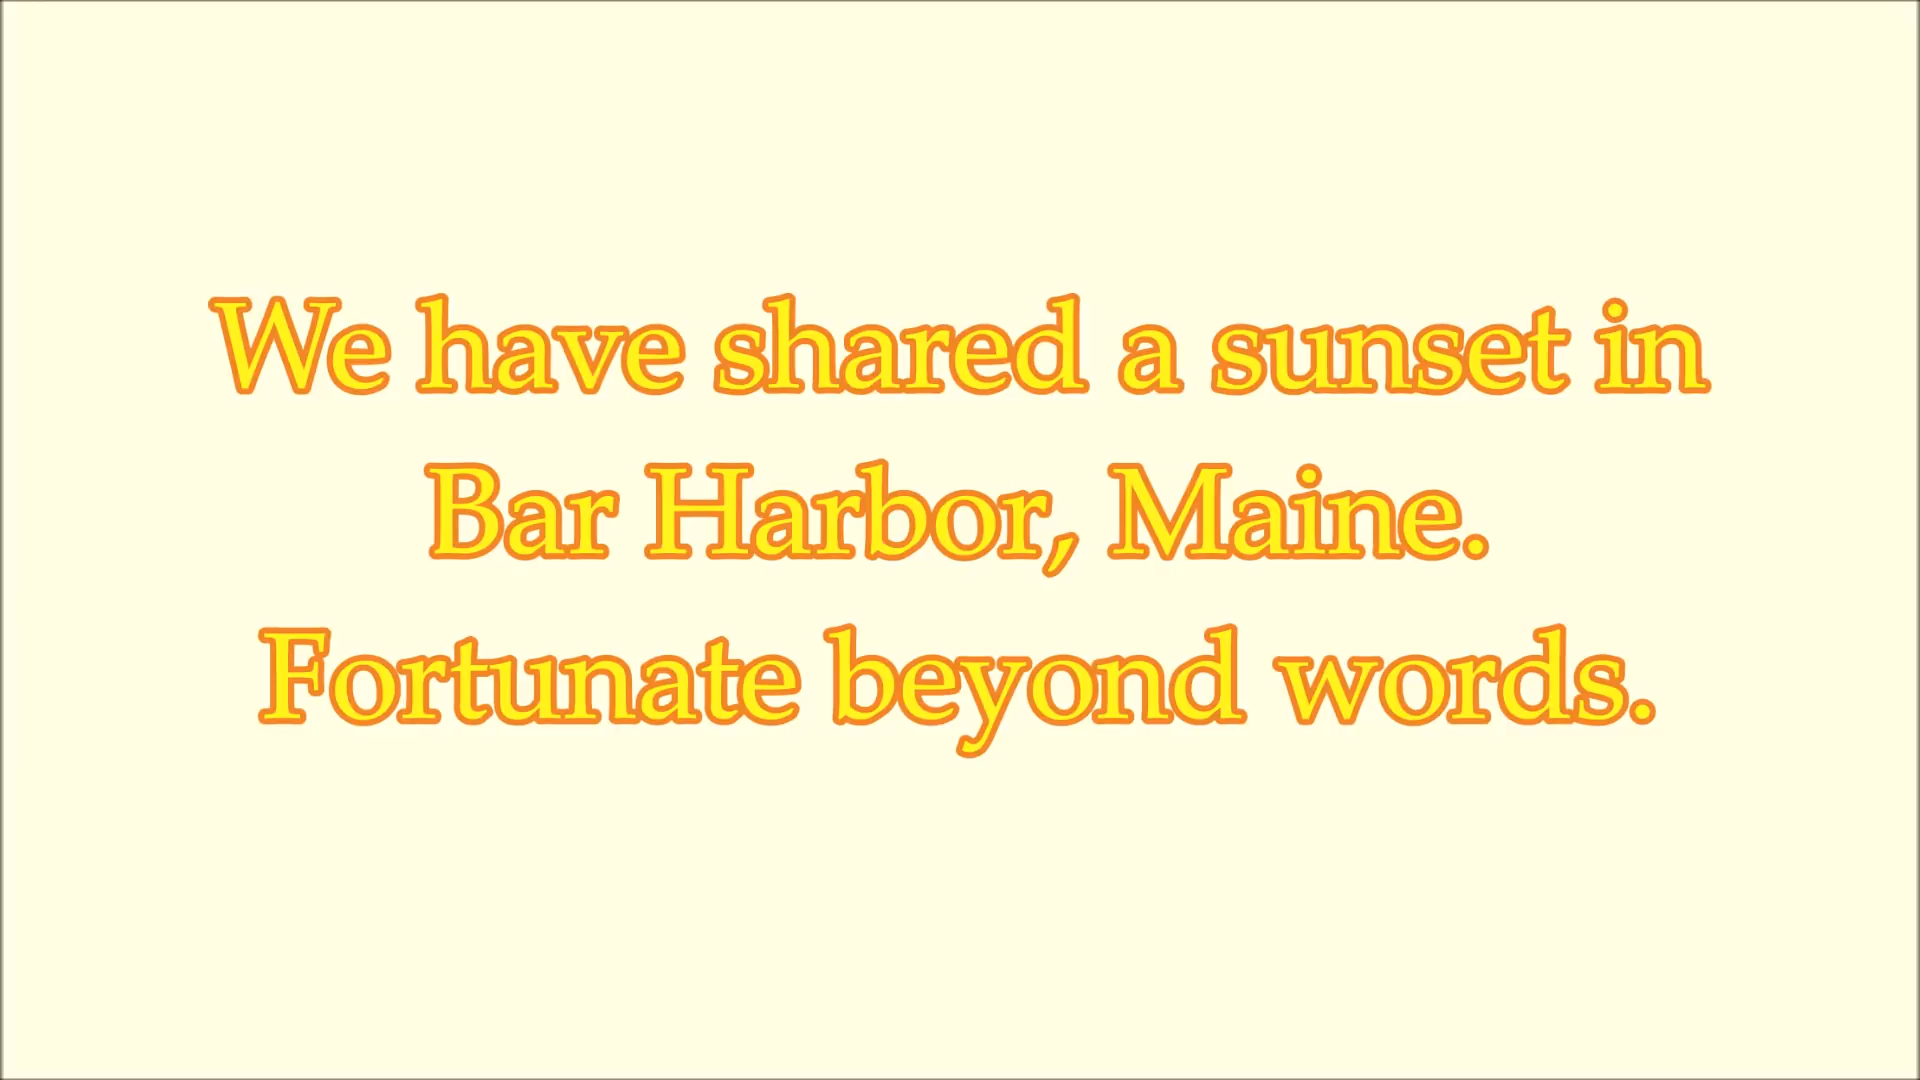 We have shared a sunset in
Bar Harbor, Maine.
Fortunate beyond words.